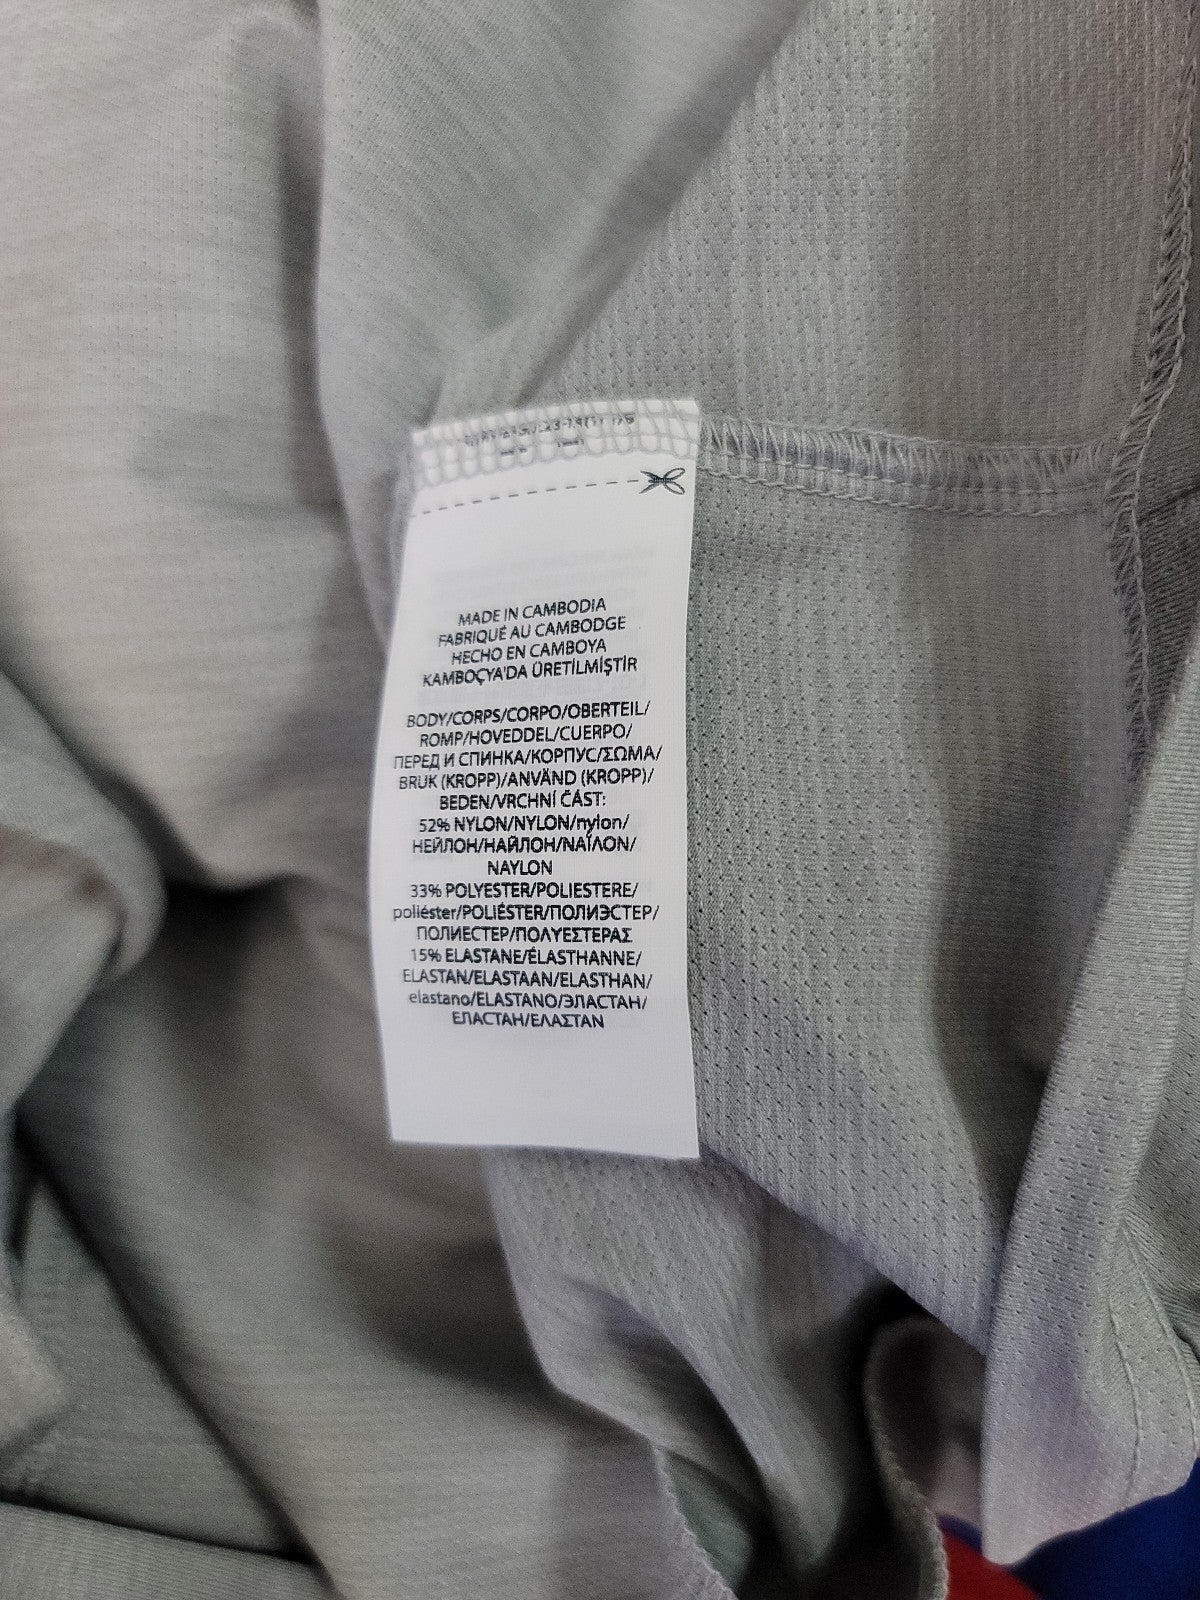 MADE IN CAMBODIA
FABRIQUÉ AU CAMBODGE
HECHO EN CAMBOYA
KAMBOÇYA'DA ÜRETİLMİŞTİR
BODY/CORPS/CORPO/OBERTEIL/
ROMP/HOVEDDEL/CUERPO/
ПЕРЕД И СПИНКА/КОРПУС/ΣΩΜΑ/
BRUK (KROPP)/ANVÄND (KROPP)/
BEDEN/VRCHNÍ ČÁST:
52% NYLON/NYLON/nylon/
НЕЙЛОН/НАЙЛОН/ΝΑΪΛΟΝ/
NAYLON
33% POLYESTER/POLIESTERE/
poliéster/POLIÉSTER/ПОЛИЭСТЕР/
ПОЛИЕСТЕР/ΠΟΛΥΕΣΤΕΡΑΣ
15% ELASTANE/ÉLASTHANNE/
ELASTAN/ELASTAAN/ELASTHAN/
elastano/ELASTANO/ЭЛАСТАН/
ЕЛАСТАН/ΕΛΑΣΤΑΝ